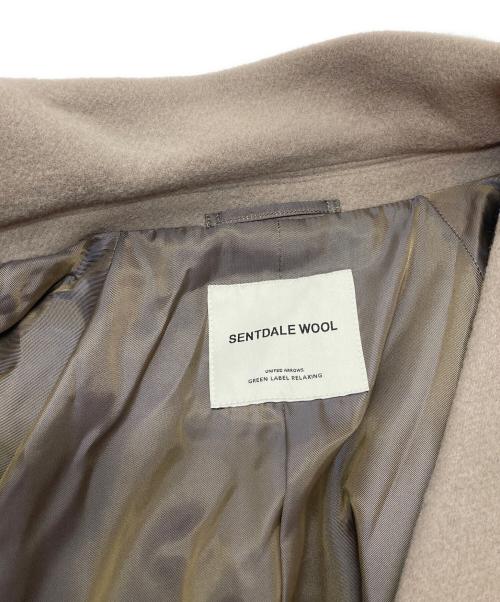 SENTDALE WOOL
UNITED ARROWS
GREEN LABEL RELAXING